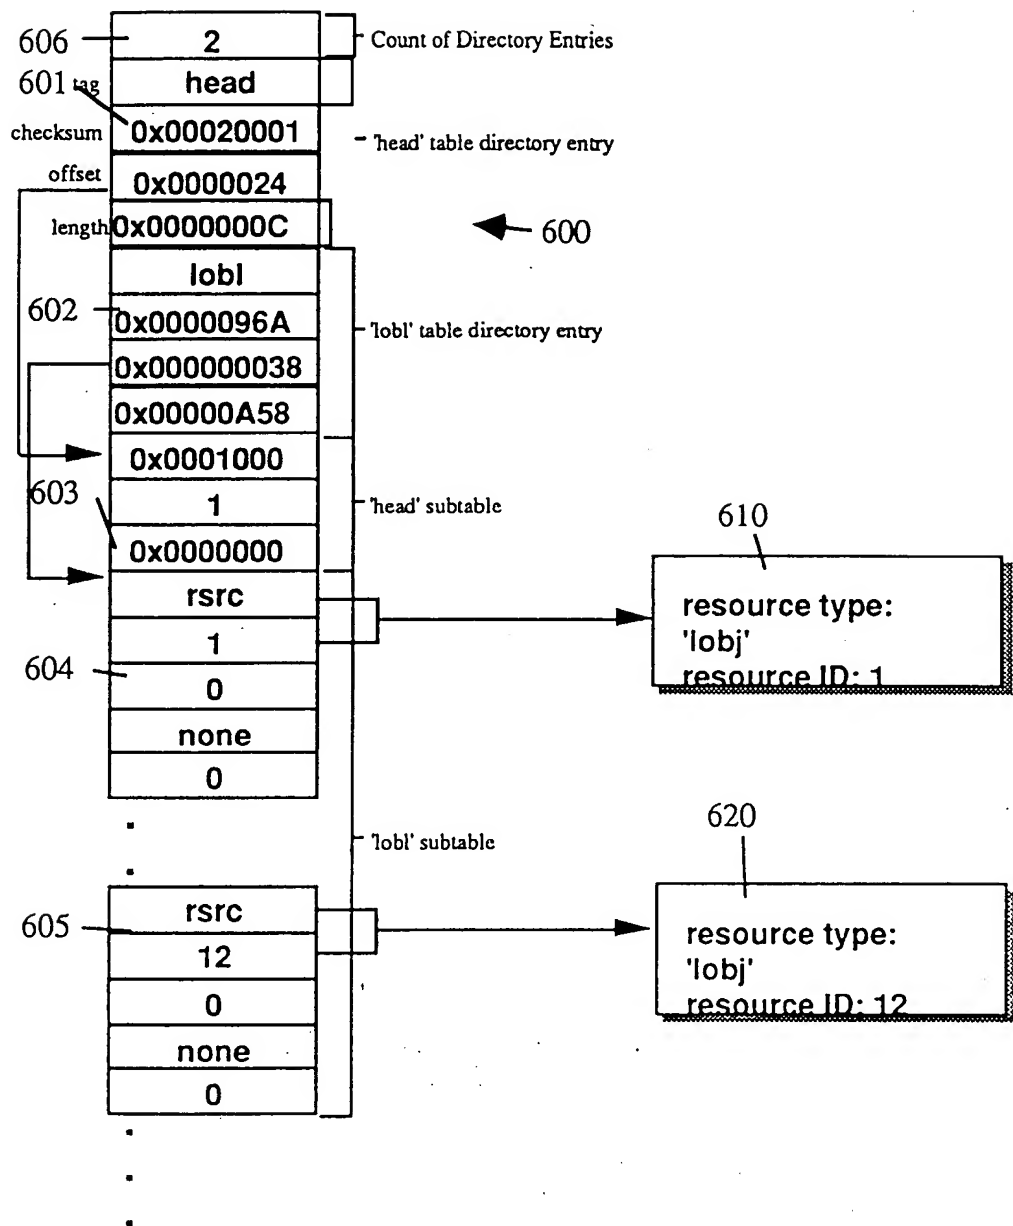 606 2 Count of Directory Entries
601 tag head
checksum 0x00020001 'head' table directory entry
offset 0x0000024
length 0x0000000C 600
lobl
602 0x0000096A 'lobl' table directory entry
0x000000038
0x00000A58
0x0001000
603 1 'head' subtable
0x0000000
rsrc
1
604 0
none
0
610
resource type:
'lobj'
resource ID: 1
'lobl' subtable
620
rsrc
605 12
0
none
0
resource type:
'lobj'
resource ID: 12